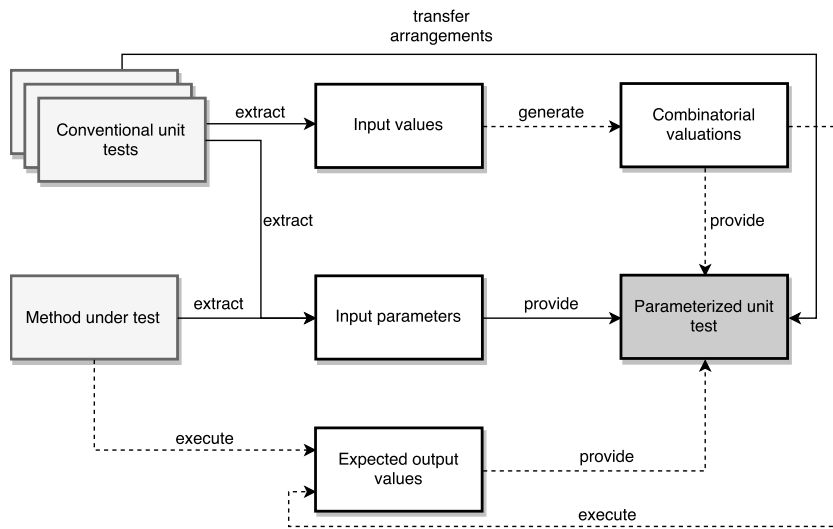 transfer
arrangements
Conventional unit
tests
extract
Input values
generate
Combinatorial
valuations
extract
provide
Method under test
extract
Input parameters
provide
Parameterized unit
test
execute
Expected output
values
provide
execute